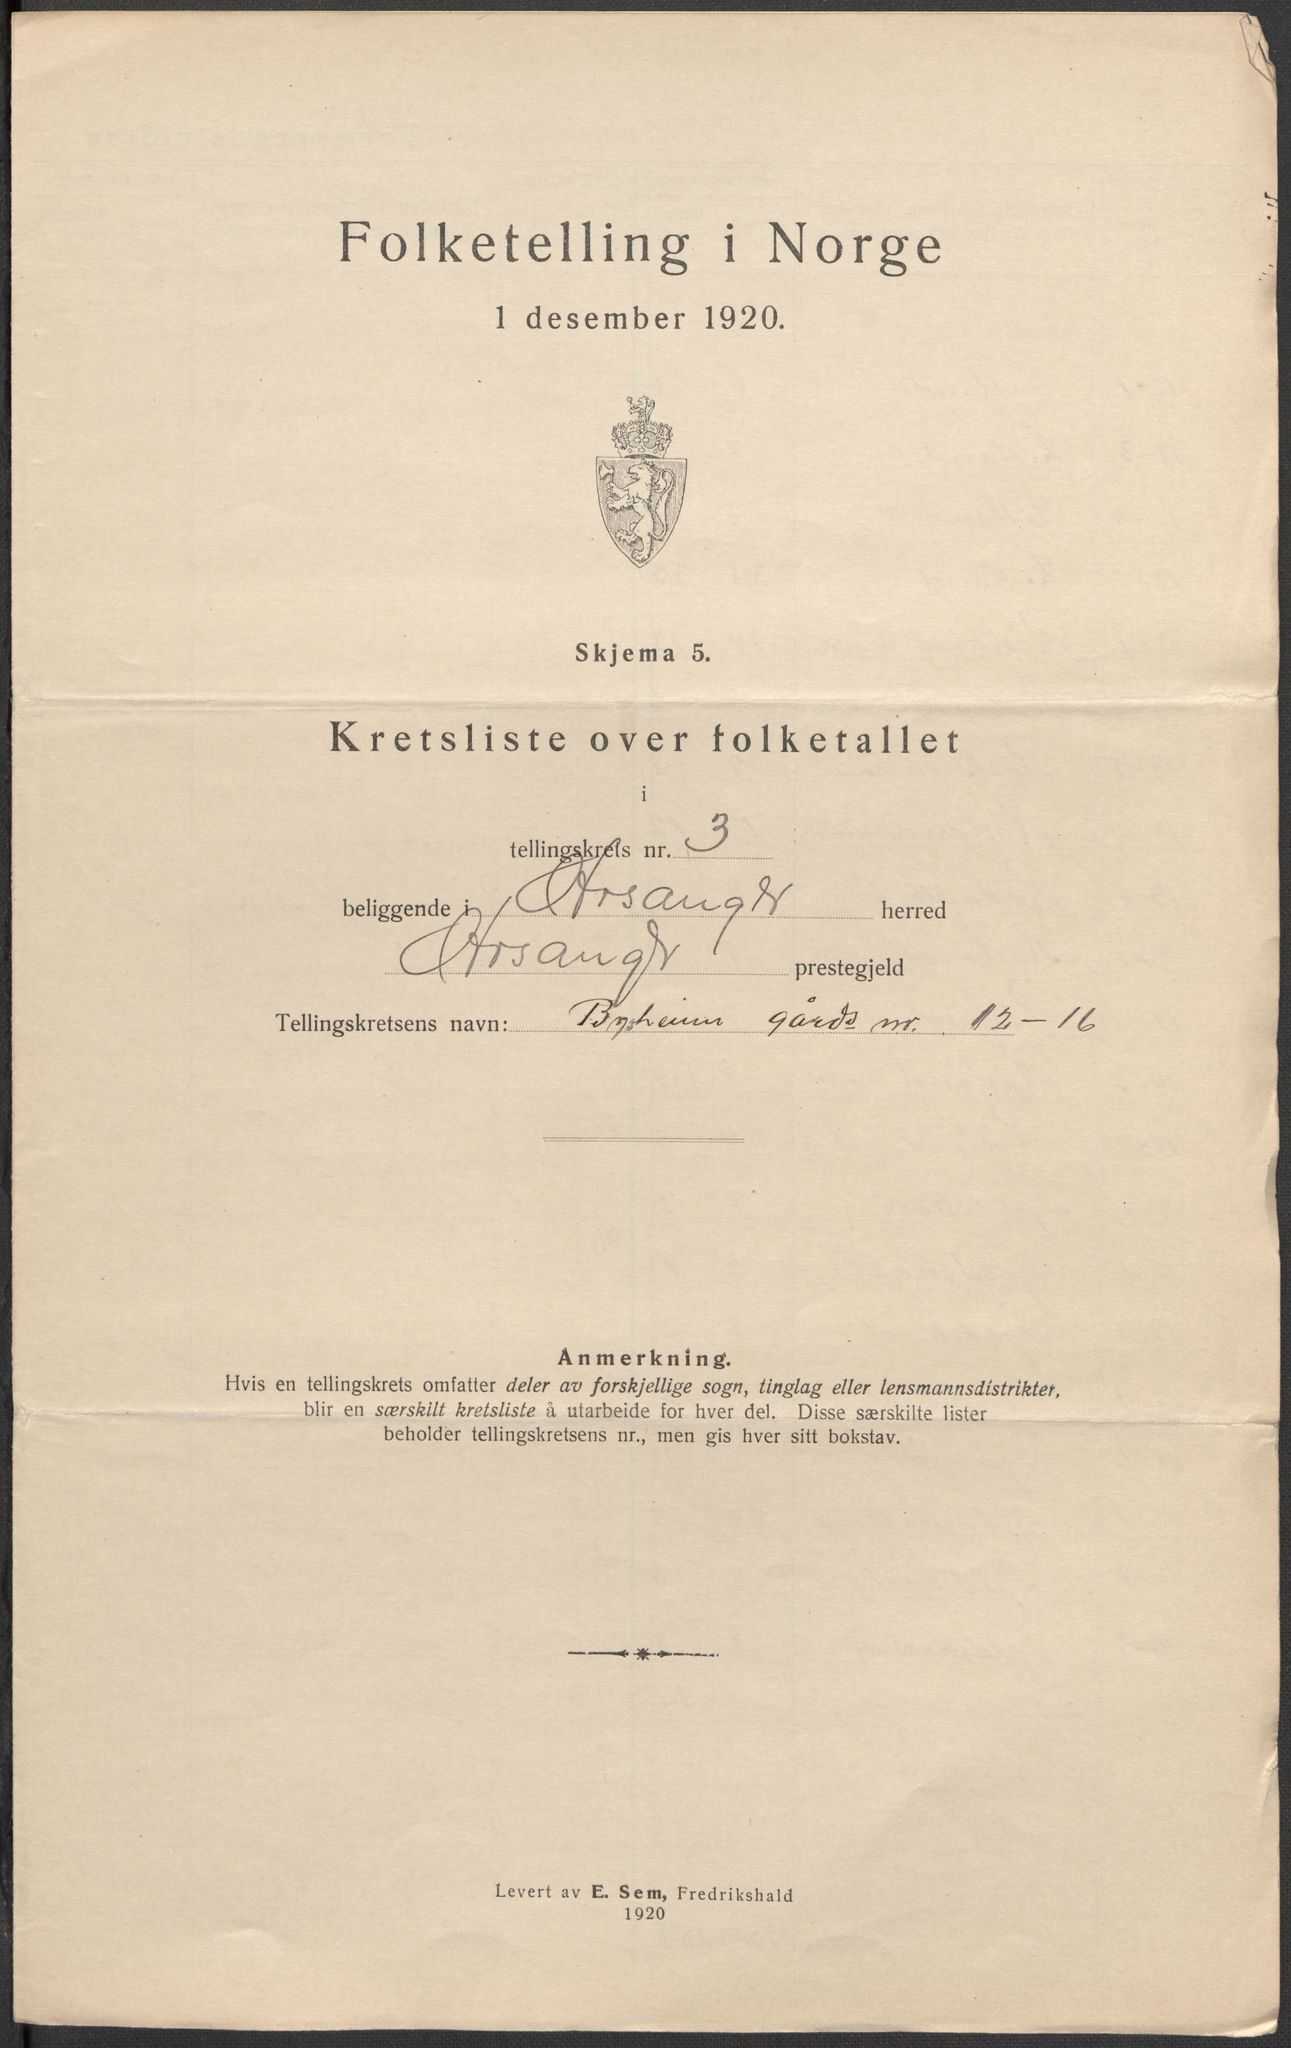 Folketelling i Norge
1 desember 1920.
Skjema 5.
Kretsliste over folketallet
i
tellingskrets nr. 3
beliggende i herred
prestegjeld
Tellingskretsens navn: Bysheim gårds nr. 12 – 16
Anmerkning.
Hvis en tellingskrets omfatter deler av forskjellige sogn, tinglag eller lensmannsdistrikter,
blir en særskilt kretsliste å utarbeide for hver del. Disse særskilte lister
beholder tellingskretsens nr., men gis hver sitt bokstav.
Levert av E. Sem, Fredrikshald
1920